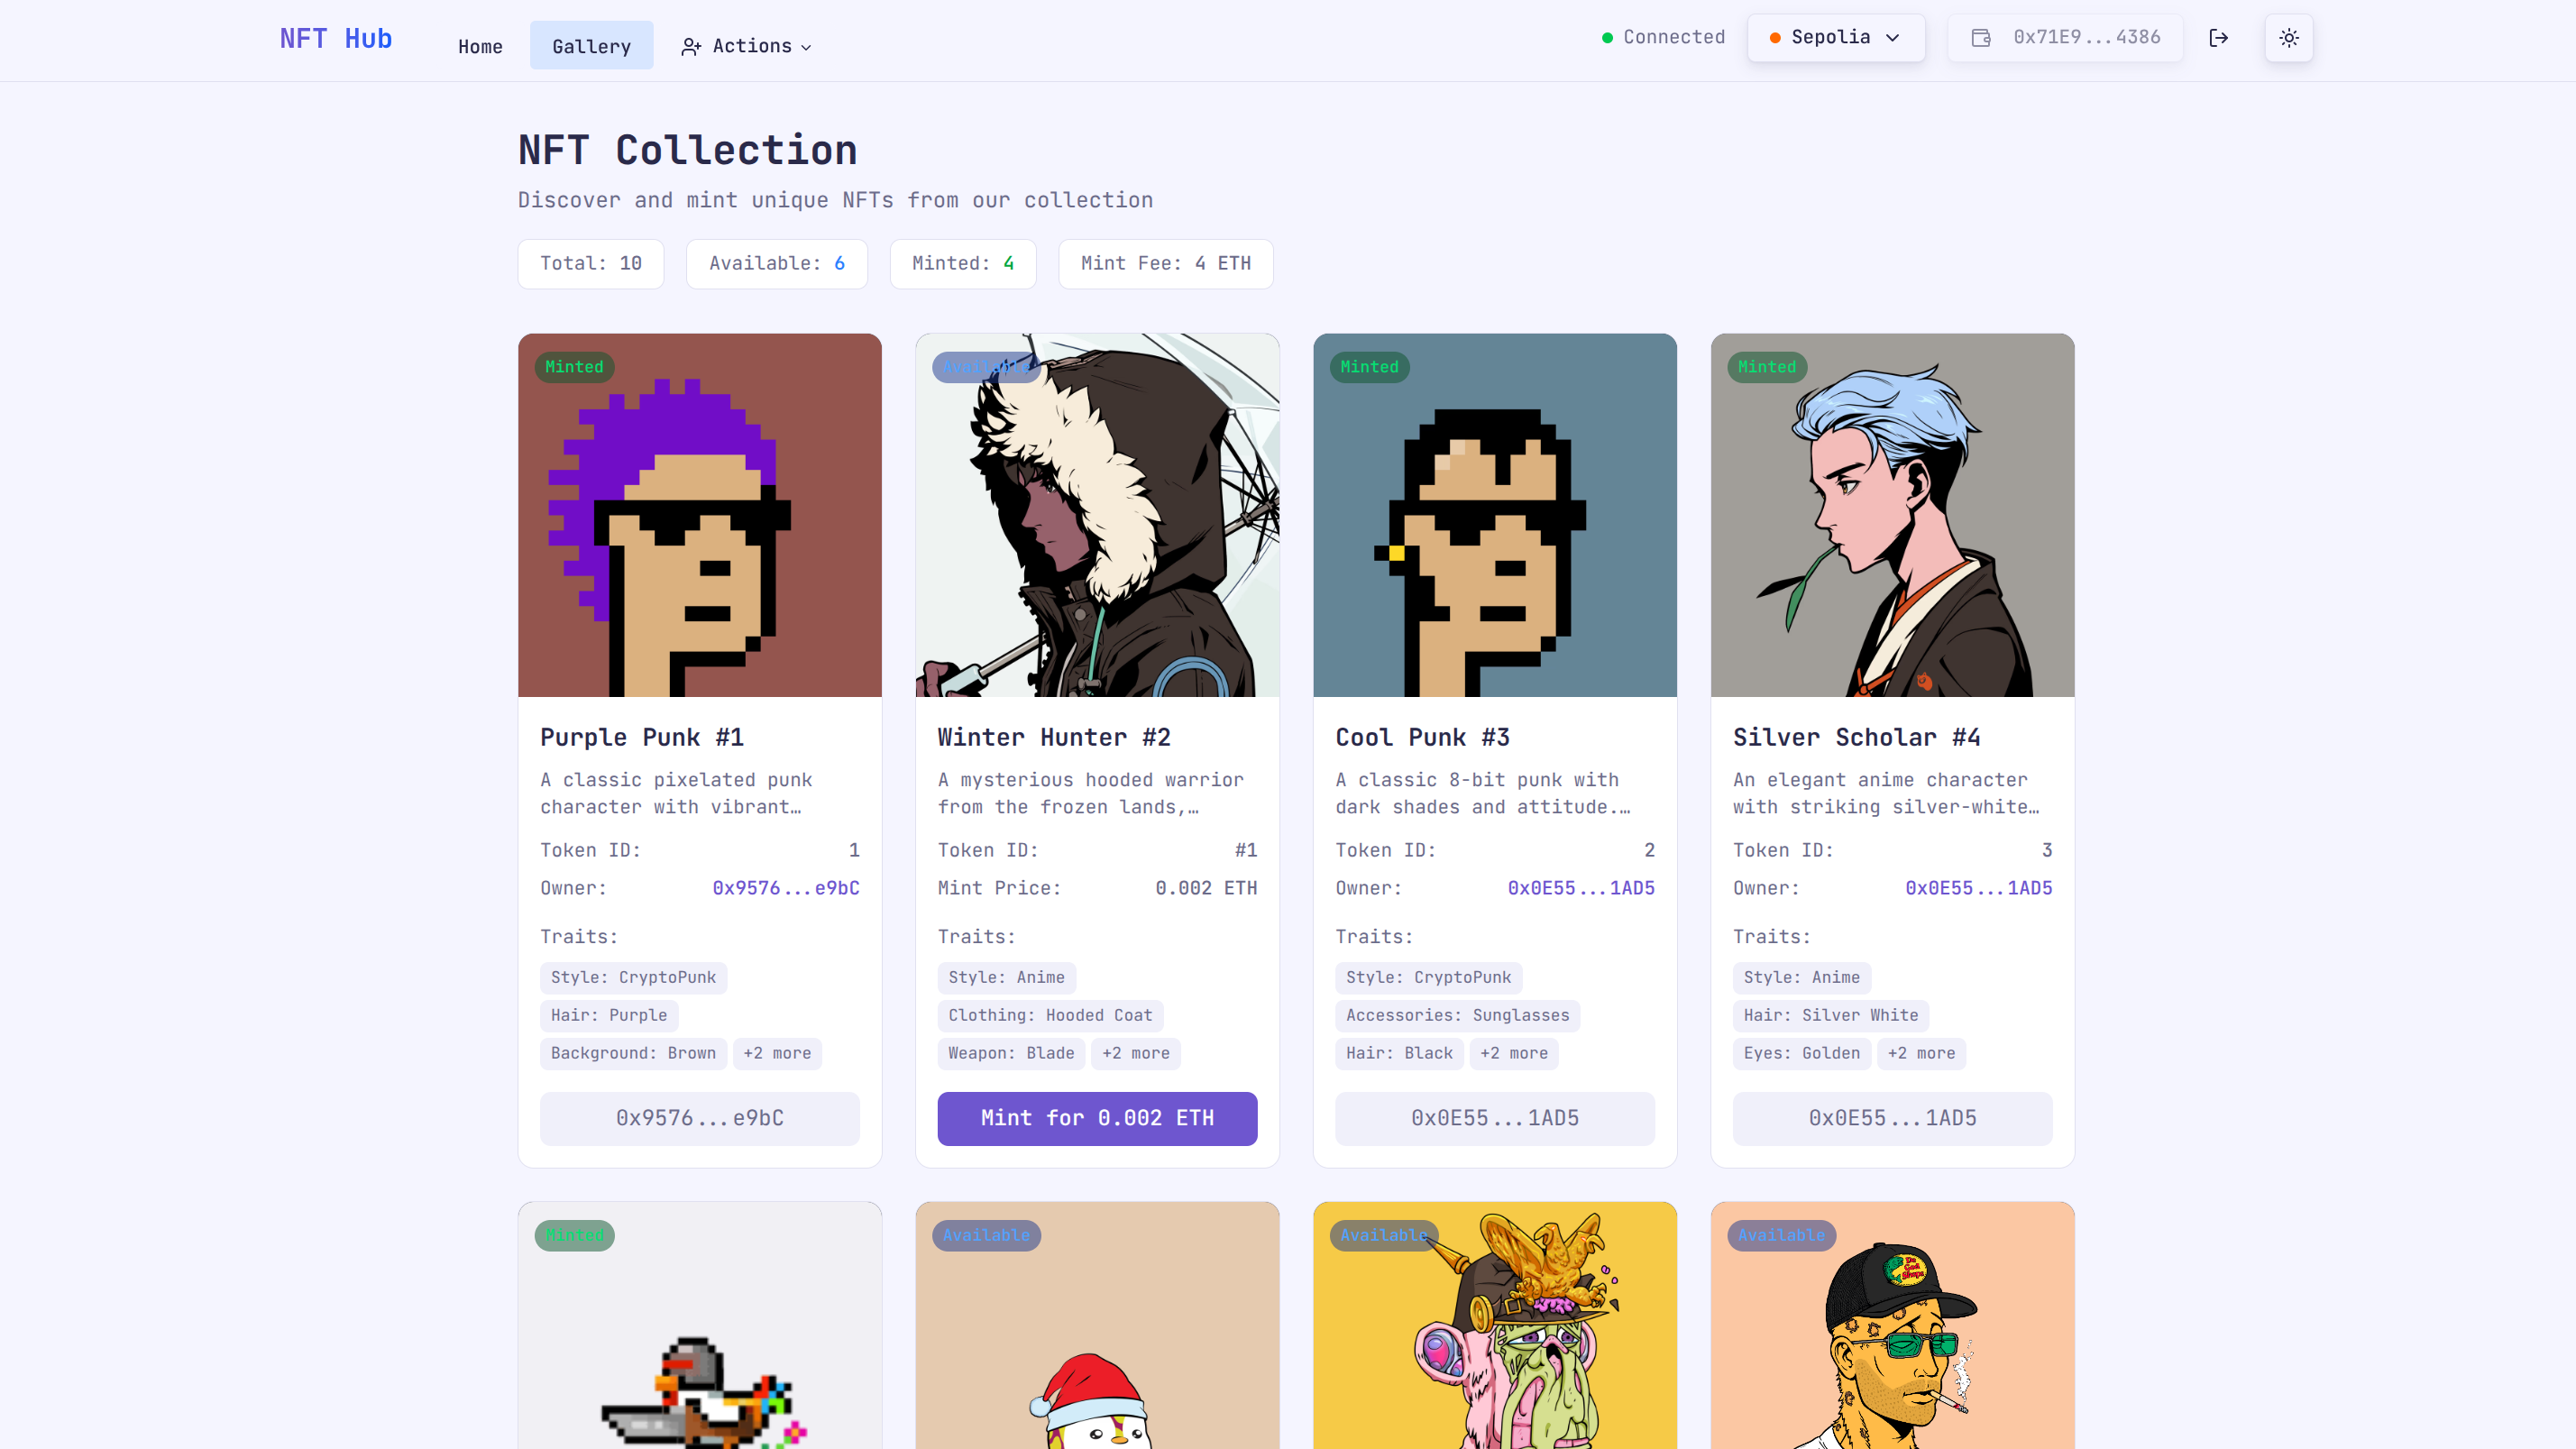 NFT Hub
Home
Gallery
Actions
Connected
Sepolia
0x71E9...4386
NFT Collection
Discover and mint unique NFTs from our collection
Total: 10
Available: 6
Minted: 4
Mint Fee: 4 ETH
Minted
Available
Minted
Minted
Purple Punk #1
A classic pixelated punk
character with vibrant…
Token ID: 1
Owner: 0x9576...e9bC
Traits:
Style: CryptoPunk
Hair: Purple
Background: Brown
+2 more
0x9576...e9bC
Winter Hunter #2
A mysterious hooded warrior
from the frozen lands,…
Token ID: #1
Mint Price: 0.002 ETH
Traits:
Style: Anime
Clothing: Hooded Coat
Weapon: Blade
+2 more
Mint for 0.002 ETH
Cool Punk #3
A classic 8-bit punk with
dark shades and attitude.…
Token ID: 2
Owner: 0x0E55...1AD5
Traits:
Style: CryptoPunk
Accessories: Sunglasses
Hair: Black
+2 more
0x0E55...1AD5
Silver Scholar #4
An elegant anime character
with striking silver-white…
Token ID: 3
Owner: 0x0E55...1AD5
Traits:
Style: Anime
Hair: Silver White
Eyes: Golden
+2 more
0x0E55...1AD5
Minted
Available
Available
Available